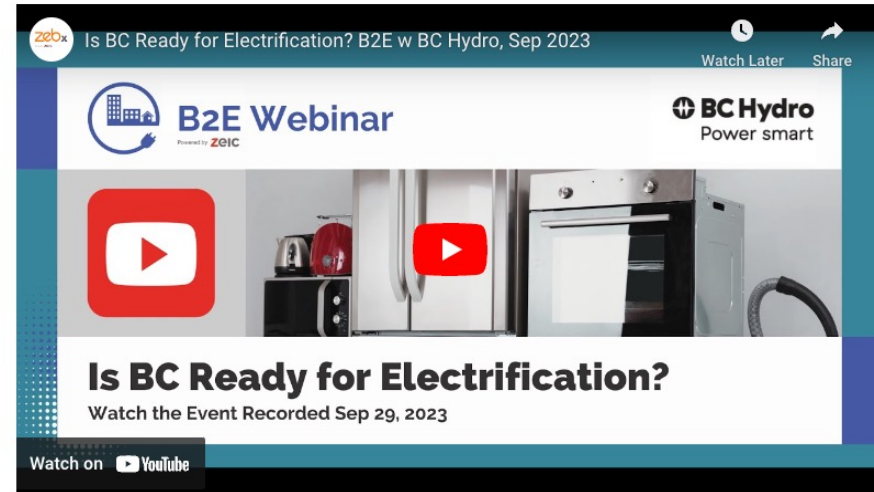 zebx
Is BC Ready for Electrification? B2E w BC Hydro, Sep 2023
Watch Later
Share
B2E Webinar
Powered by ZEIC
BC Hydro
Power smart
Is BC Ready for Electrification?
Watch the Event Recorded Sep 29, 2023
Watch on YouTube